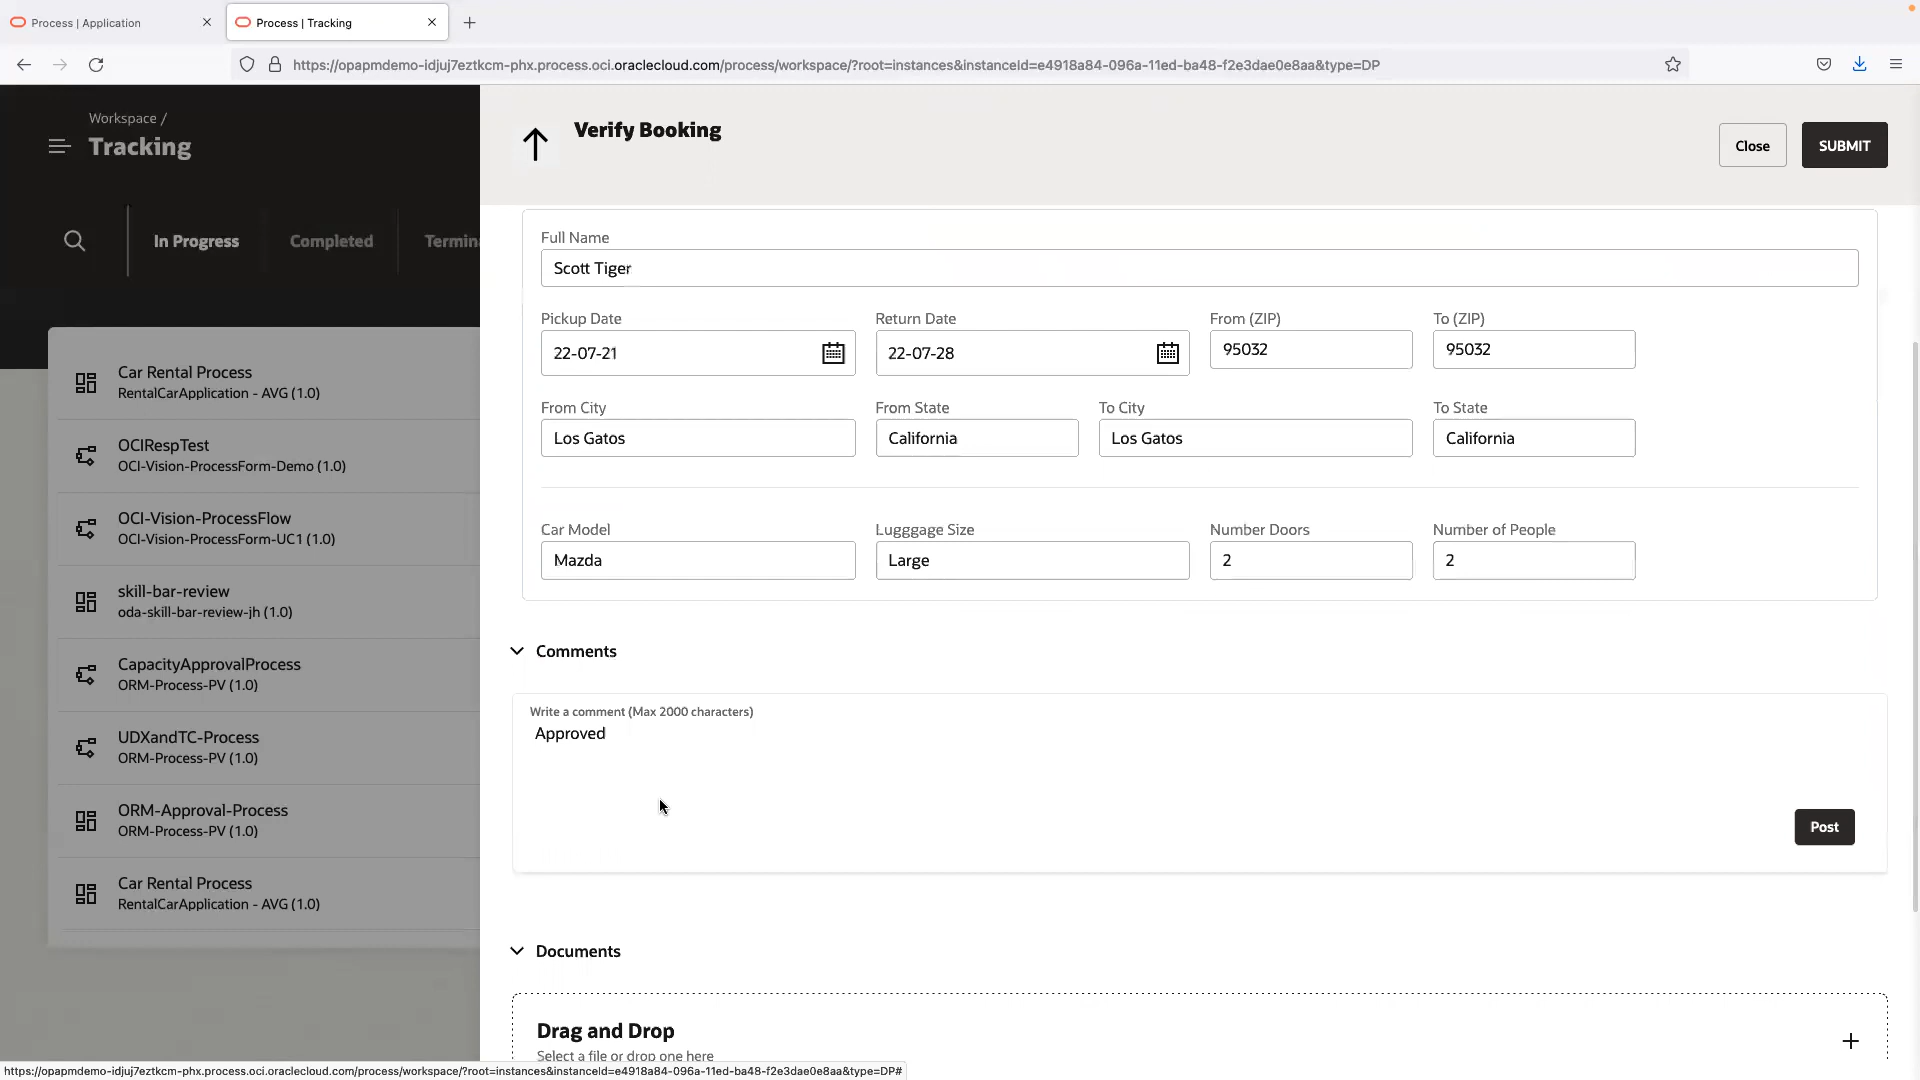 Process | Application
Process | Tracking
https://opapmdemo-idjuj7eztkcm-phx.process.oci.oraclecloud.com/process/workspace/?root=instances&instanceId=e4918a84-096a-11ed-ba48-f2e3dae0e8aa&type=DP
Workspace /
Tracking
In Progress
Completed
Termin
Car Rental Process
RentalCarApplication - AVG (1.0)
OCIRespTest
OCI-Vision-ProcessForm-Demo (1.0)
OCI-Vision-ProcessFlow
OCI-Vision-ProcessForm-UC1 (1.0)
skill-bar-review
oda-skill-bar-review-jh (1.0)
CapacityApprovalProcess
ORM-Process-PV (1.0)
UDXandTC-Process
ORM-Process-PV (1.0)
ORM-Approval-Process
ORM-Process-PV (1.0)
Car Rental Process
RentalCarApplication - AVG (1.0)
Verify Booking
Close
SUBMIT
Full Name
Scott Tiger
Pickup Date
22-07-21
Return Date
22-07-28
From (ZIP)
95032
To (ZIP)
95032
From City
Los Gatos
From State
California
To City
Los Gatos
To State
California
Car Model
Mazda
Lugggage Size
Large
Number Doors
2
Number of People
2
Comments
Write a comment (Max 2000 characters)
Approved
Post
Documents
Drag and Drop
Select a file or drop one here
https://opapmdemo-idjuj7eztkcm-phx.process.oci.oraclecloud.com/process/workspace/?root=instances&instanceId=e4918a84-096a-11ed-ba48-f2e3dae0e8aa&type=DP#